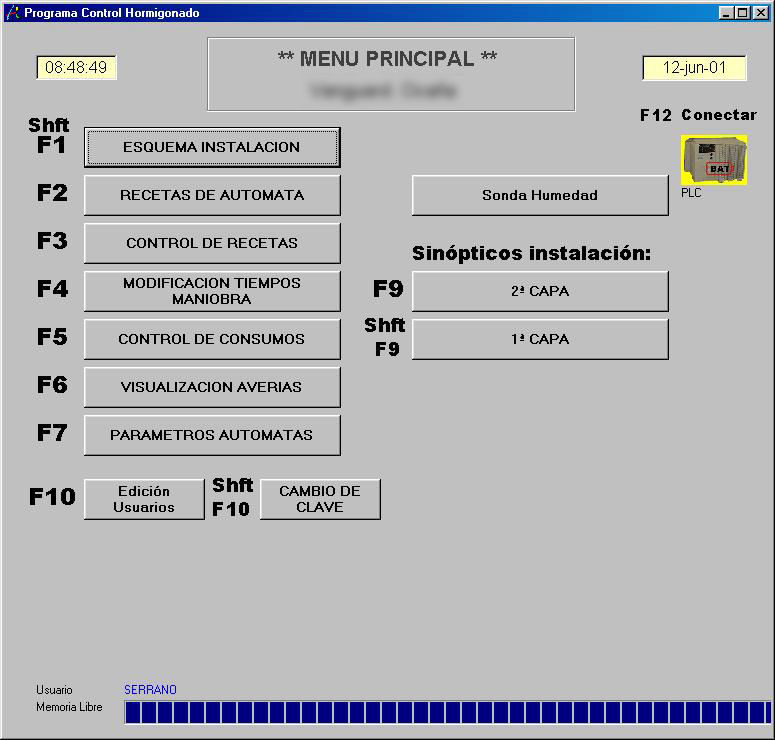 Programa Control Hormigonado
08:48:49
** MENU PRINCIPAL **
12-jun-01
F12 Conectar
BAT
PLC
Shft
F1 ESQUEMA INSTALACION
F2 RECETAS DE AUTOMATA
Sonda Humedad
F3 CONTROL DE RECETAS
Sinópticos instalación:
F4 MODIFICACION TIEMPOS
MANIOBRA
F9 2ª CAPA
F5 CONTROL DE CONSUMOS
Shft
F9 1ª CAPA
F6 VISUALIZACION AVERIAS
F7 PARAMETROS AUTOMATAS
F10 Edición
Usuarios
Shft
F10 CAMBIO DE
CLAVE
Usuario SERRANO
Memoria Libre